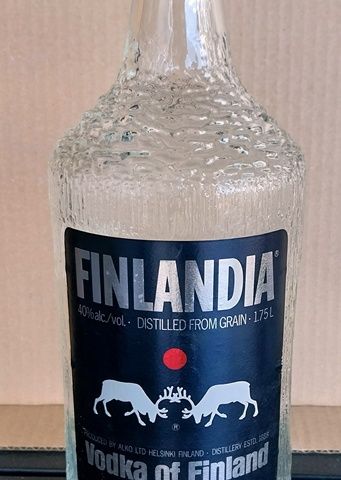 FINLANDIA®
40% alc./vol. · DISTILLED FROM GRAIN · 1.75 L
®
PRODUCED BY ALKO LTD HELSINKI FINLAND · DISTILLERY ESTD. 1888
Vodka of Finland